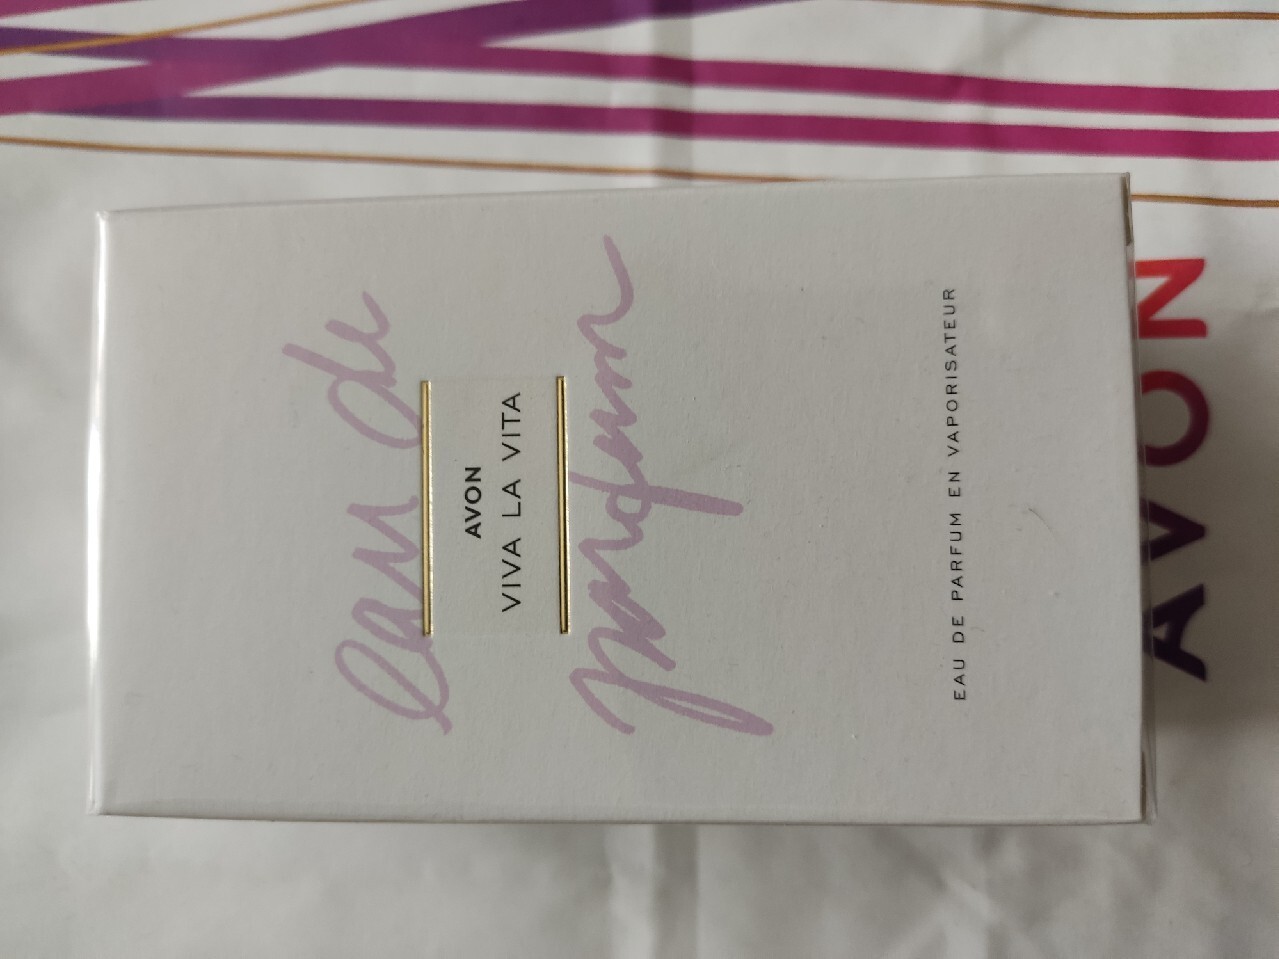 eau de
AVON
VIVA LA VITA
parfum
EAU DE PARFUM EN VAPORISATEUR
AVON